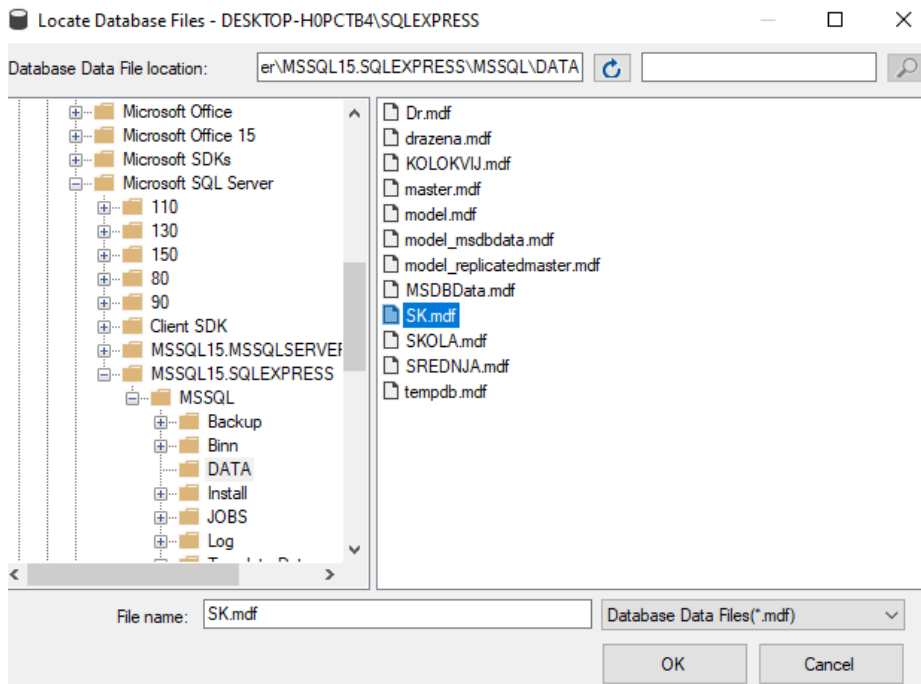 Locate Database Files - DESKTOP-H0PCTB4\SQLEXPRESS
Database Data File location:
er\MSSQL15.SQLEXPRESS\MSSQL\DATA
Microsoft Office
Microsoft Office 15
Microsoft SDKs
Microsoft SQL Server
110
130
150
80
90
Client SDK
MSSQL15.MSSQLSERVER
MSSQL15.SQLEXPRESS
MSSQL
Backup
Binn
DATA
Install
JOBS
Log
Dr.mdf
drazena.mdf
KOLOKVIJ.mdf
master.mdf
model.mdf
model_msdbdata.mdf
model_replicatedmaster.mdf
MSDBData.mdf
SK.mdf
SKOLA.mdf
SREDNJA.mdf
tempdb.mdf
File name:
SK.mdf
Database Data Files(*.mdf)
OK
Cancel